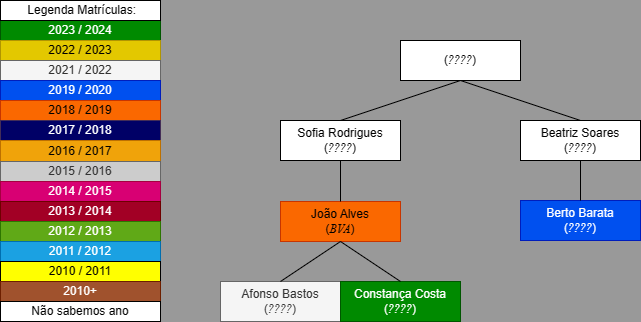 Legenda Matrículas:
2023 / 2024
2022 / 2023
2021 / 2022
2019 / 2020
2018 / 2019
2017 / 2018
2016 / 2017
2015 / 2016
2014 / 2015
2013 / 2014
2012 / 2013
2011 / 2012
2010 / 2011
2010+
Não sabemos ano
(????)
Sofia Rodrigues
(????)
Beatriz Soares
(????)
João Alves
(BVA)
Berto Barata
(????)
Afonso Bastos
(????)
Constança Costa
(????)